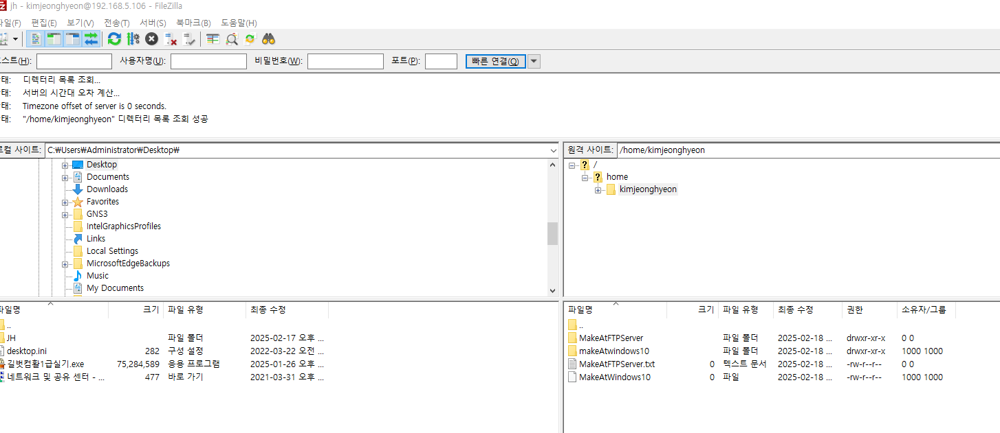 jh - kimjeonghyeon@192.168.5.106 - FileZilla
파일(F) 편집(E) 보기(V) 전송(T) 서버(S) 북마크(B) 도움말(H)
호스트(H): 사용자명(U): 비밀번호(W): 포트(P): 빠른 연결(Q)
상태: 디렉터리 목록 조회...
상태: 서버의 시간대 오차 계산...
상태: Timezone offset of server is 0 seconds.
상태: "/home/kimjeonghyeon" 디렉터리 목록 조회 성공
로컬 사이트: C:₩Users₩Administrator₩Desktop₩
Desktop
Documents
Downloads
Favorites
GNS3
IntelGraphicsProfiles
Links
Local Settings
MicrosoftEdgeBackups
Music
My Documents
원격 사이트: /home/kimjeonghyeon
/
home
kimjeonghyeon
파일명 크기 파일 유형 최종 수정
..
JH 파일 폴더 2025-02-17 오후 ...
desktop.ini 282 구성 설정 2022-03-22 오전 ...
길벗컴활1급실기.exe 75,284,589 응용 프로그램 2025-01-26 오후 ...
네트워크 및 공유 센터 - ... 477 바로 가기 2021-03-31 오후 ...
파일명 크기 파일 유형 최종 수정 권한 소유자/그룹
..
MakeAtFTPServer 파일 폴더 2025-02-18 ... drwxr-xr-x 0 0
makeAtwindows10 파일 폴더 2025-02-18 ... drwxr-xr-x 1000 1000
MakeAtFTPServer.txt 0 텍스트 문서 2025-02-18 ... -rw-r--r-- 0 0
MakeAtWindows10 0 파일 2025-02-18 ... -rw-r--r-- 1000 1000